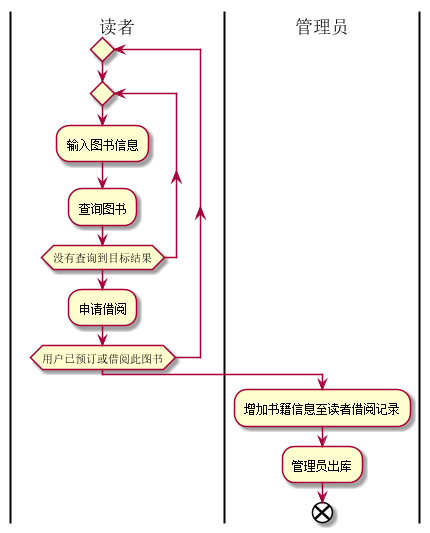 读者
管理员
输入图书信息
查询图书
没有查询到目标结果
申请借阅
用户已预订或借阅此图书
增加书籍信息至读者借阅记录
管理员出库